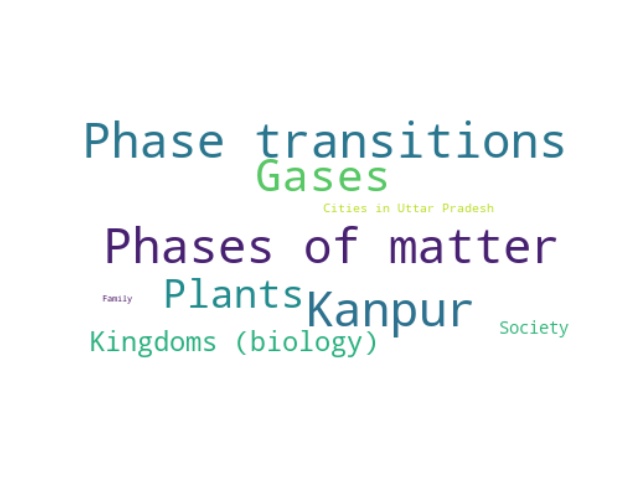 Phase transitions
Gases
Cities in Uttar Pradesh
Phases of matter
Plants
Family
Kanpur
Society
Kingdoms (biology)